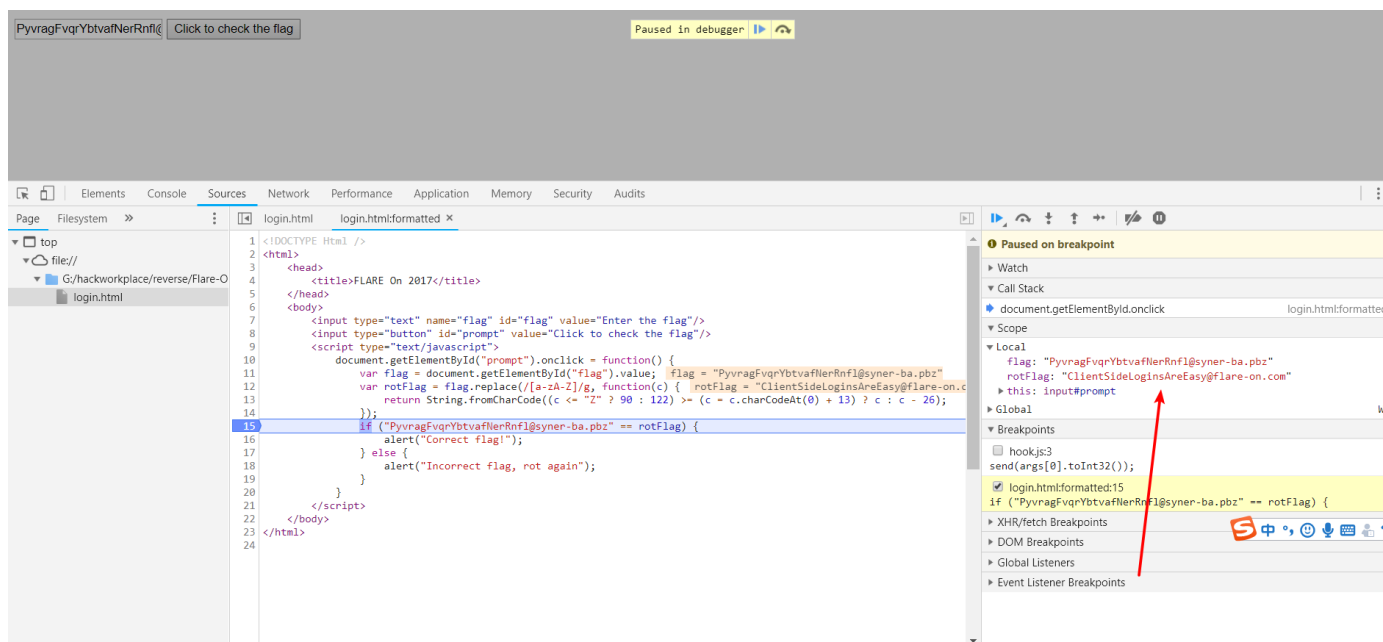 PyvragFvqrYbtvafNerRnfl@ Click to check the flag
Paused in debugger
Elements Console Sources Network Performance Application Memory Security Audits
Page Filesystem »
login.html login.html:formatted ×
top
file://
G:/hackworkplace/reverse/Flare-O
login.html
1 <!DOCTYPE Html />
2 <html>
3 <head>
4 <title>FLARE On 2017</title>
5 </head>
6 <body>
7 <input type="text" name="flag" id="flag" value="Enter the flag"/>
8 <input type="button" id="prompt" value="Click to check the flag"/>
9 <script type="text/javascript">
10 document.getElementById("prompt").onclick = function() {
11 var flag = document.getElementById("flag").value; flag = "PyvragFvqrYbtvafNerRnfl@syner-ba.pbz"
12 var rotFlag = flag.replace(/[a-zA-Z]/g, function(c) { rotFlag = "ClientSideLoginsAreEasy@flare-on.c
13 return String.fromCharCode((c <= "Z" ? 90 : 122) >= (c = c.charCodeAt(0) + 13) ? c : c - 26);
14 });
15 if ("PyvragFvqrYbtvafNerRnfl@syner-ba.pbz" == rotFlag) {
16 alert("Correct flag!");
17 } else {
18 alert("Incorrect flag, rot again");
19 }
20 }
21 </script>
22 </body>
23 </html>
24
Paused on breakpoint
Watch
Call Stack
document.getElementById.onclick login.html:formatted
Scope
Local
flag: "PyvragFvqrYbtvafNerRnfl@syner-ba.pbz"
rotFlag: "ClientSideLoginsAreEasy@flare-on.com"
this: input#prompt
Global W
Breakpoints
hook.js:3
send(args[0].toInt32());
login.html:formatted:15
if ("PyvragFvqrYbtvafNerRnfl@syner-ba.pbz" == rotFlag) {
XHR/fetch Breakpoints
S 中
DOM Breakpoints
Global Listeners
Event Listener Breakpoints